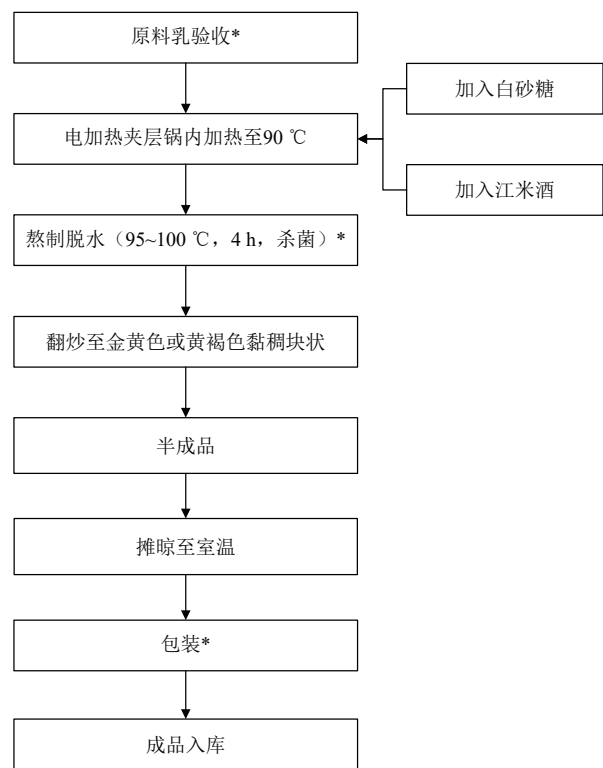 原料乳验收*
加入白砂糖
电加热夹层锅内加热至90 ℃
加入江米酒
熬制脱水（95~100 ℃，4 h，杀菌）*
翻炒至金黄色或黄褐色黏稠块状
半成品
摊晾至室温
包装*
成品入库